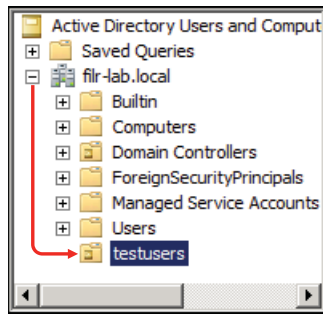 Active Directory Users and Comput
Saved Queries
filr-lab.local
Builtin
Computers
Domain Controllers
ForeignSecurityPrincipals
Managed Service Accounts
Users
testusers